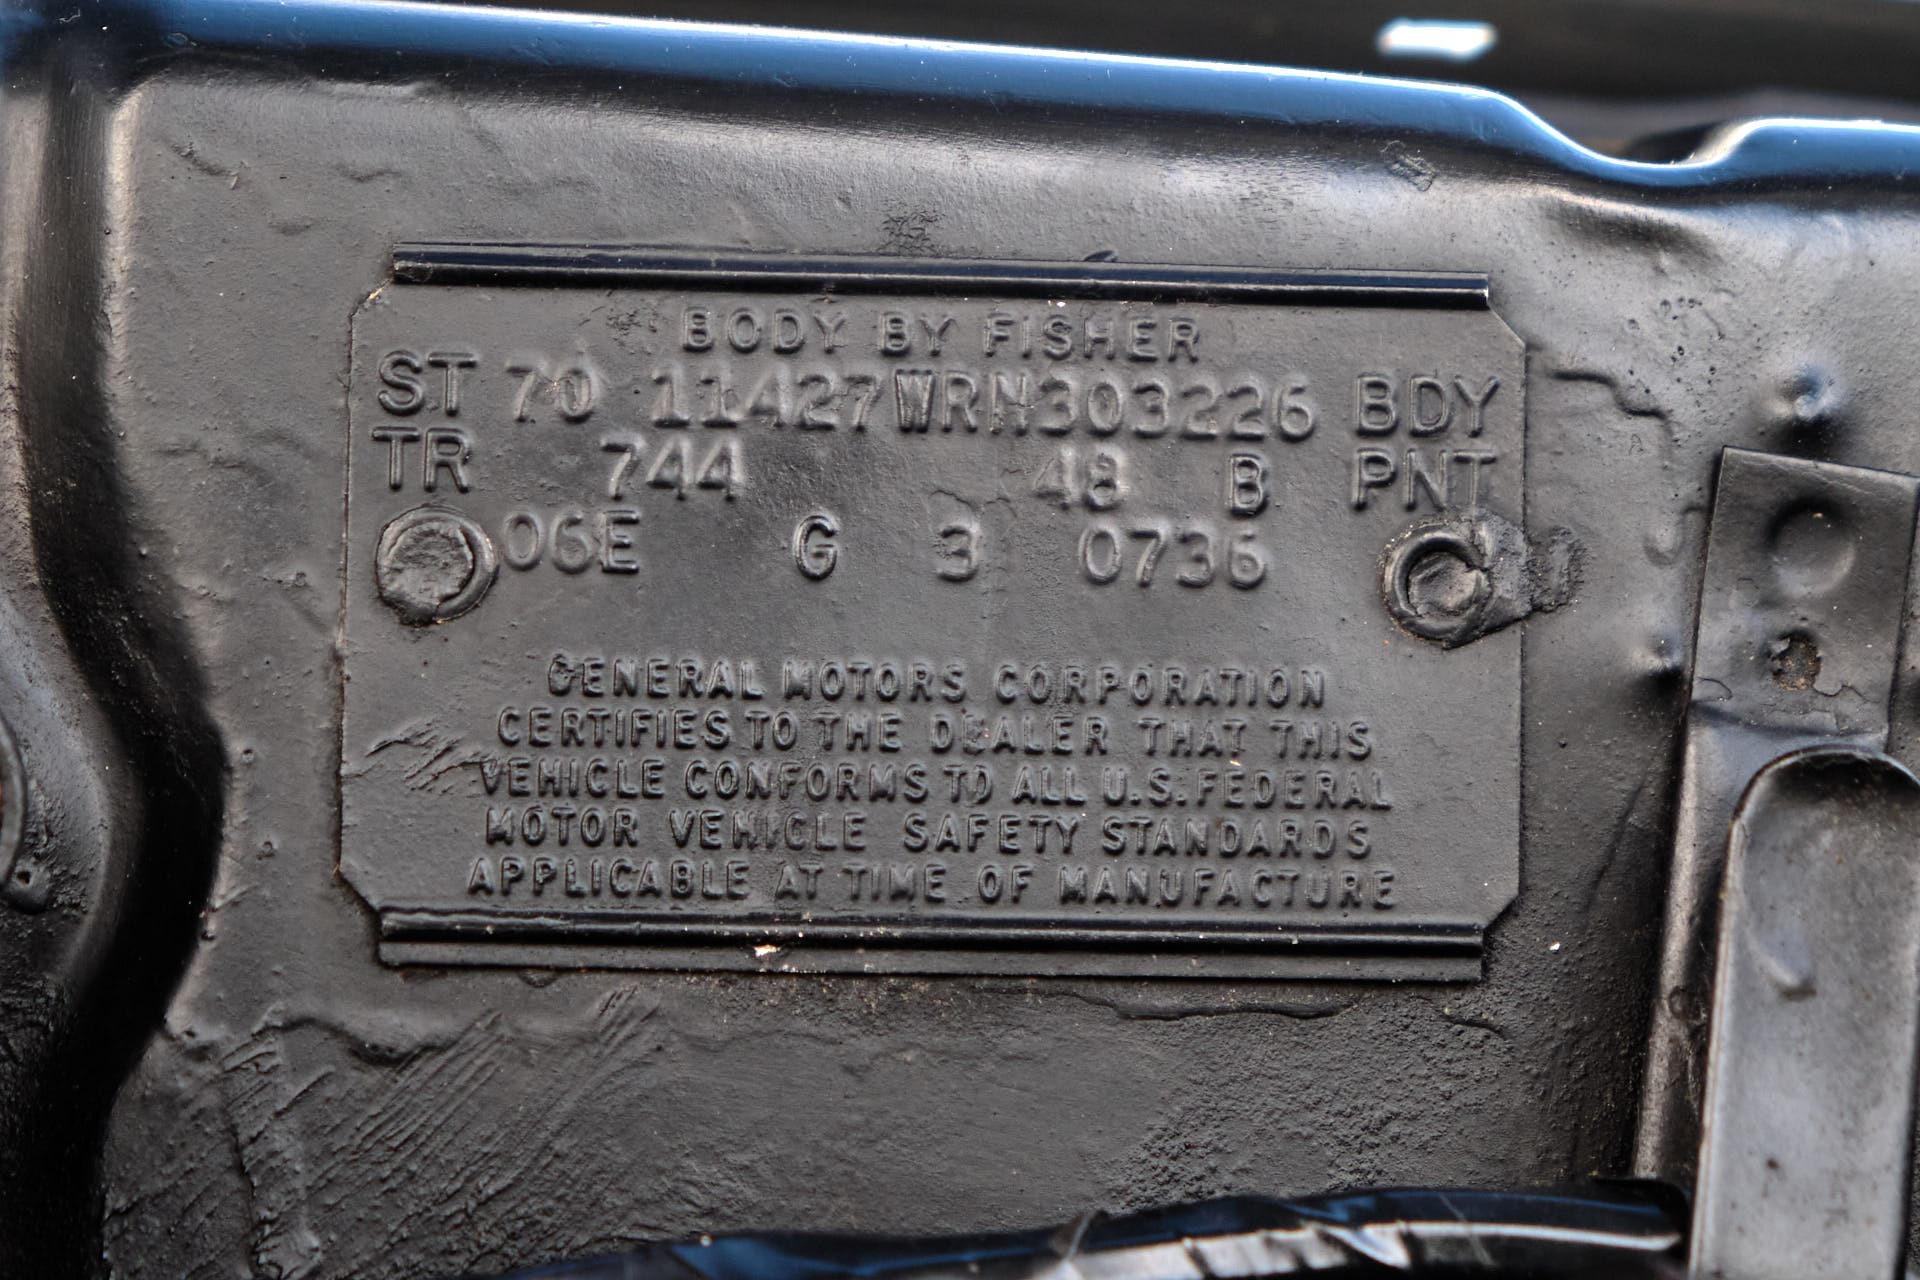 BODY BY FISHER
ST 70 11427WRN303226 BDY
TR 744 48 B PNT
06E G 3 0736
GENERAL MOTORS CORPORATION
CERTIFIES TO THE DEALER THAT THIS
VEHICLE CONFORMS TO ALL U.S. FEDERAL
MOTOR VEHICLE SAFETY STANDARDS
APPLICABLE AT TIME OF MANUFACTURE